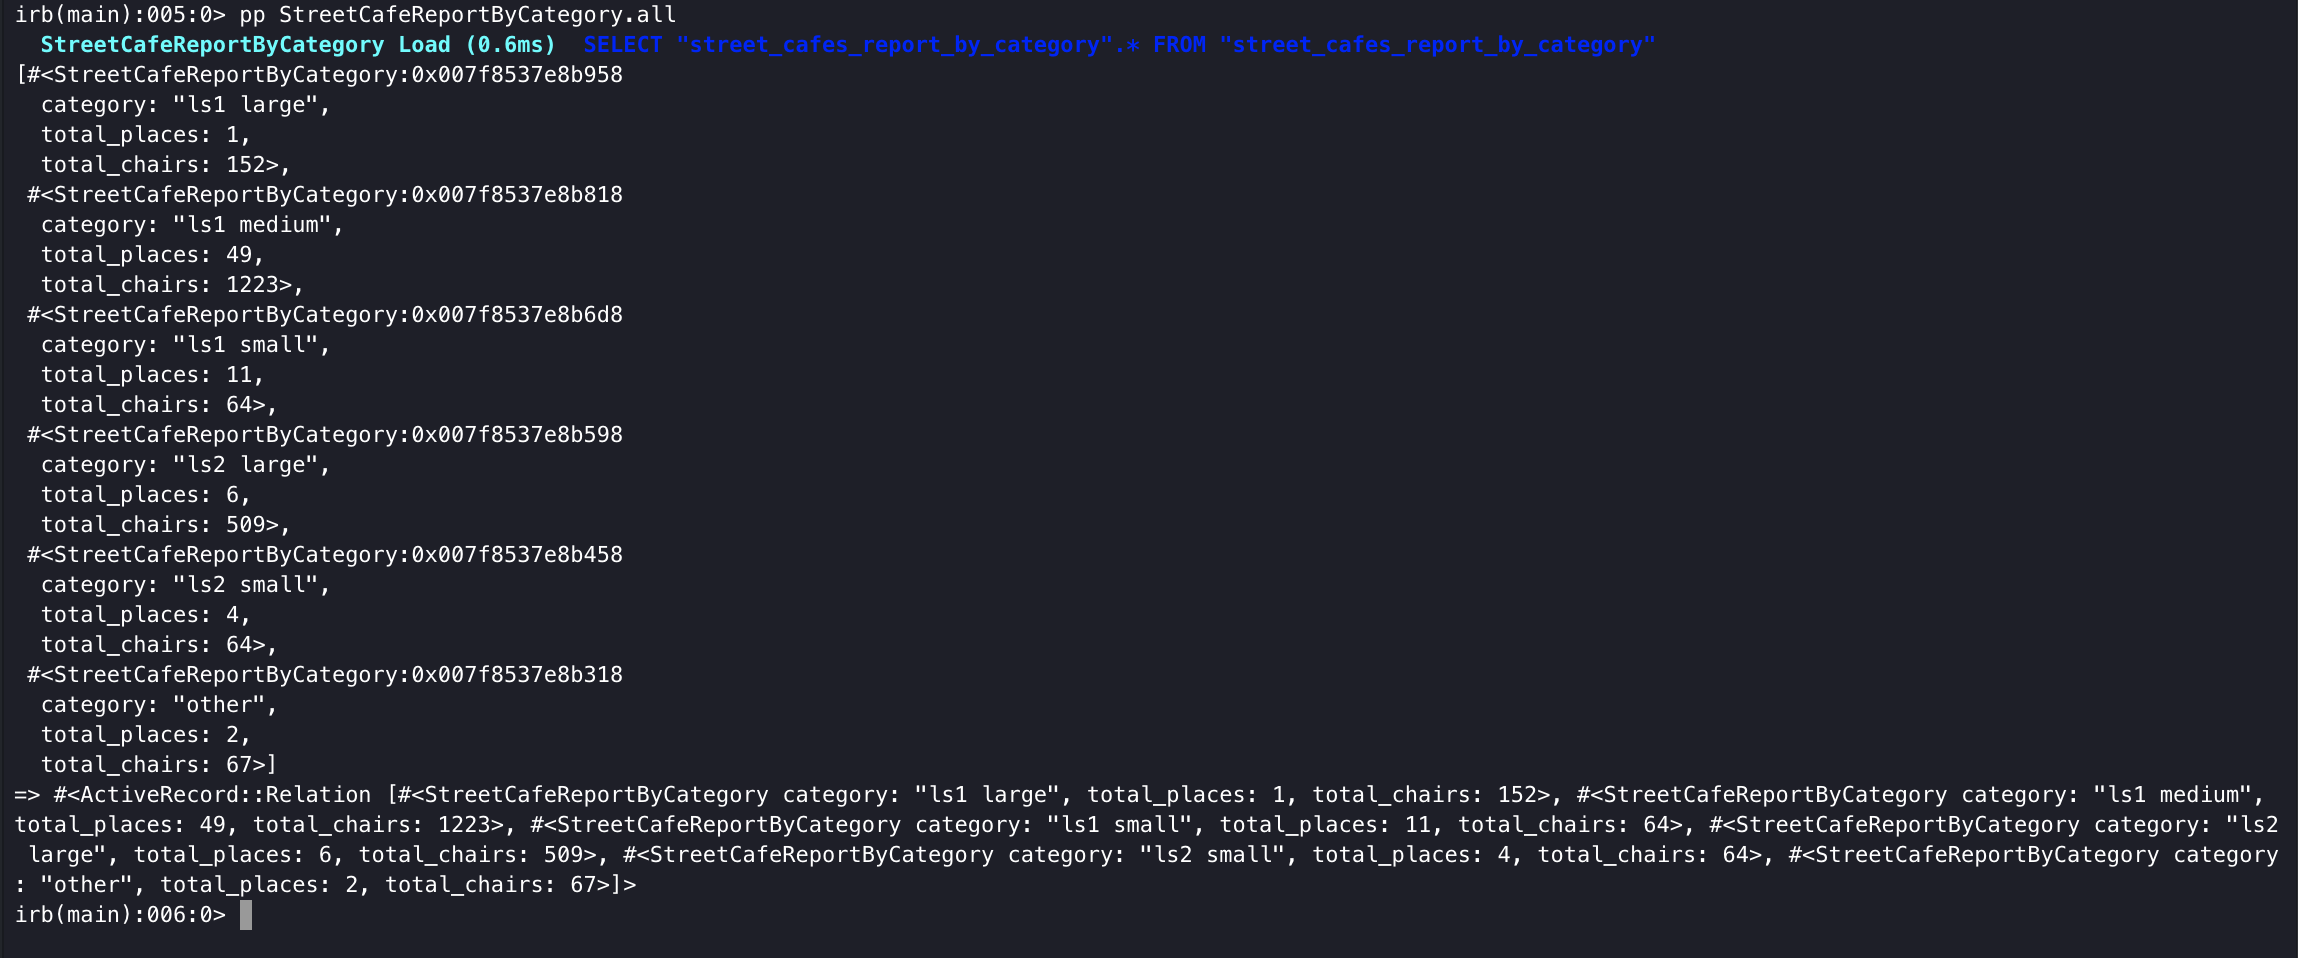 irb(main):005:0> pp StreetCafeReportByCategory.all
  StreetCafeReportByCategory Load (0.6ms)  SELECT "street_cafes_report_by_category".* FROM "street_cafes_report_by_category"
[#<StreetCafeReportByCategory:0x007f8537e8b958
  category: "ls1 large",
  total_places: 1,
  total_chairs: 152>,
 #<StreetCafeReportByCategory:0x007f8537e8b818
  category: "ls1 medium",
  total_places: 49,
  total_chairs: 1223>,
 #<StreetCafeReportByCategory:0x007f8537e8b6d8
  category: "ls1 small",
  total_places: 11,
  total_chairs: 64>,
 #<StreetCafeReportByCategory:0x007f8537e8b598
  category: "ls2 large",
  total_places: 6,
  total_chairs: 509>,
 #<StreetCafeReportByCategory:0x007f8537e8b458
  category: "ls2 small",
  total_places: 4,
  total_chairs: 64>,
 #<StreetCafeReportByCategory:0x007f8537e8b318
  category: "other",
  total_places: 2,
  total_chairs: 67>]
=> #<ActiveRecord::Relation [#<StreetCafeReportByCategory category: "ls1 large", total_places: 1, total_chairs: 152>, #<StreetCafeReportByCategory category: "ls1 medium",
total_places: 49, total_chairs: 1223>, #<StreetCafeReportByCategory category: "ls1 small", total_places: 11, total_chairs: 64>, #<StreetCafeReportByCategory category: "ls2
 large", total_places: 6, total_chairs: 509>, #<StreetCafeReportByCategory category: "ls2 small", total_places: 4, total_chairs: 64>, #<StreetCafeReportByCategory category
: "other", total_places: 2, total_chairs: 67>]>
irb(main):006:0>